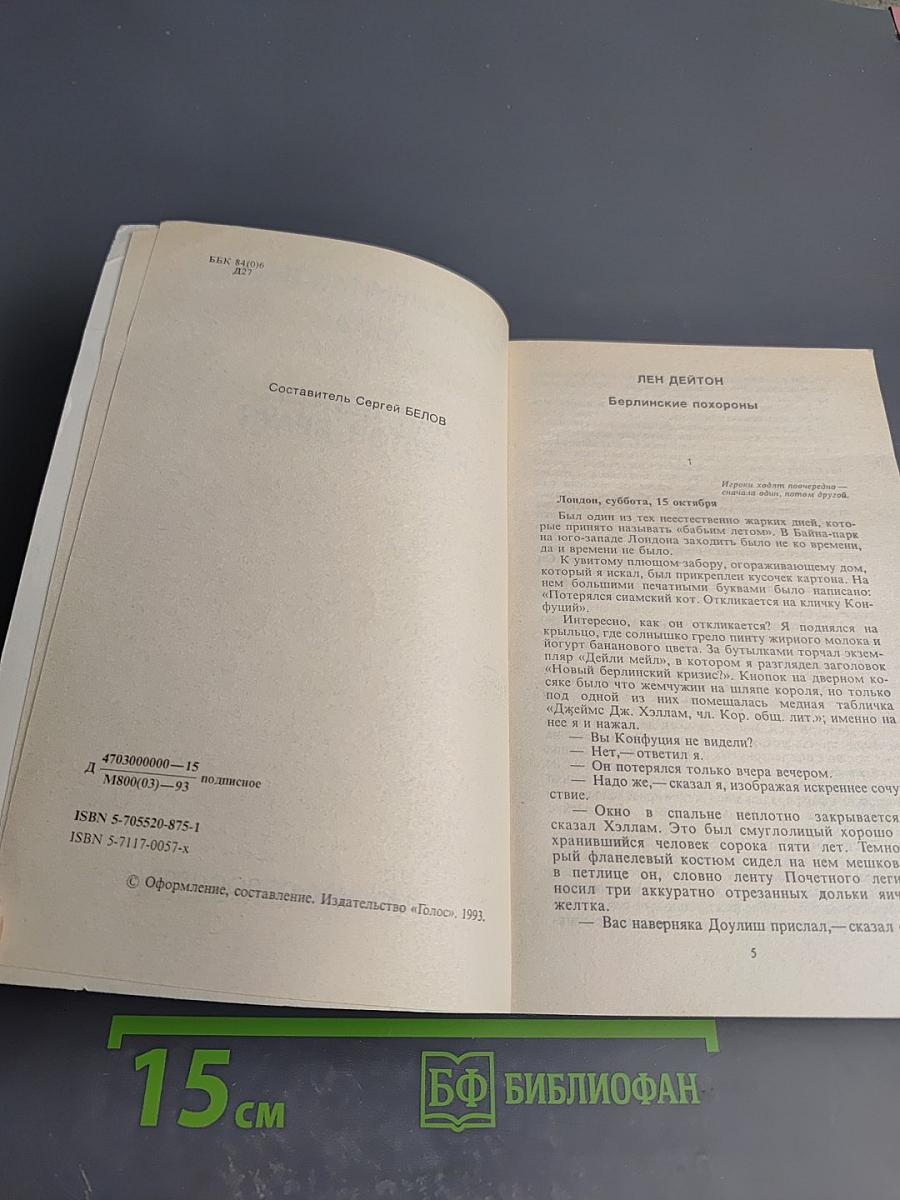 ББК 84(0)6
Д27
Составитель Сергей БЕЛОВ
Д 4703000000—15 подписное
М800(03)—93
ISBN 5-705520-875-1
ISBN 5-7117-0057-x
© Оформление, составление. Издательство «Голос». 1993.
ЛЕН ДЕЙТОН
Берлинские похороны
1
Игроки ходят поочередно —
сначала один, потом другой.
Лондон, суббота, 15 октября
Был один из тех неестественно жарких дней, кото-
рые принято называть «бабьим летом». В Байна-парк
на юго-западе Лондона заходить было не ко времени,
да и времени не было.
К увитому плющом забору, огораживающему дом,
который я искал, был прикреплен кусочек картона. На
нем большими печатными буквами было написано:
«Потерялся сиамский кот. Откликается на кличку Кон-
фуций».
Интересно, как он откликается? Я поднялся на
крыльцо, где солнышко грело пинту жирного молока и
йогурт бананового цвета. За бутылками торчал экзем-
пляр «Дейли мейл», в котором я разглядел заголовок
«Новый берлинский кризис?». Кнопок на дверном ко-
сяке было что жемчужин на шляпе короля, но только
под одной из них помещалась медная табличка
«Джеймс Дж. Хэллам, чл. Кор. общ. лит.»; именно на
нее я и нажал.
— Вы Конфуция не видели?
— Нет,— ответил я.
— Он потерялся только вчера вечером.
— Надо же,— сказал я, изображая искреннее сочу
ствие.
— Окно в спальне неплотно закрывается
сказал Хэллам. Это был смуглолицый хорошо
хранившийся человек сорока пяти лет. Темно
рый фланелевый костюм сидел на нем мешков
в петлице он, словно ленту Почетного леги
носил три аккуратно отрезанных дольки яич
желтка.
— Вас наверняка Доулиш прислал,— сказал
5
15 см
БФ БИБЛИОФАН